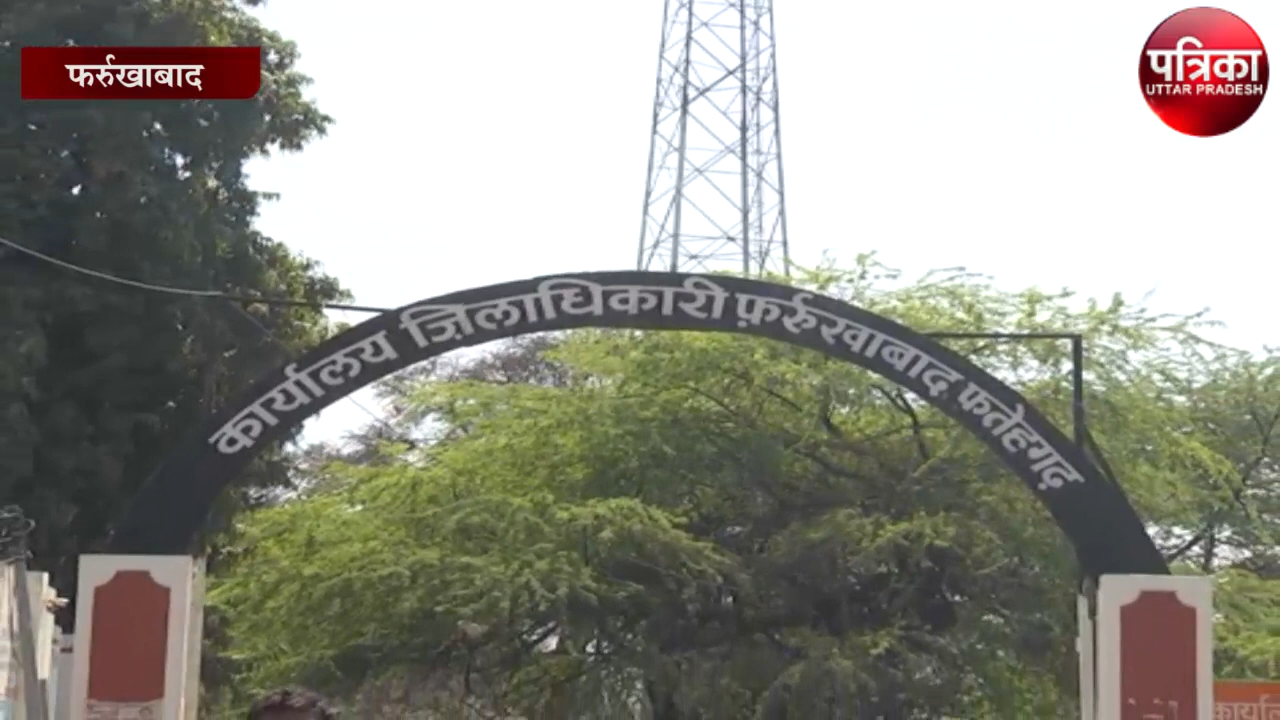 फर्रुखाबाद
पत्रिका
UTTAR PRADESH
कार्यालय ज़िलाधिकारी फ़र्रुखाबाद फतेहगढ़